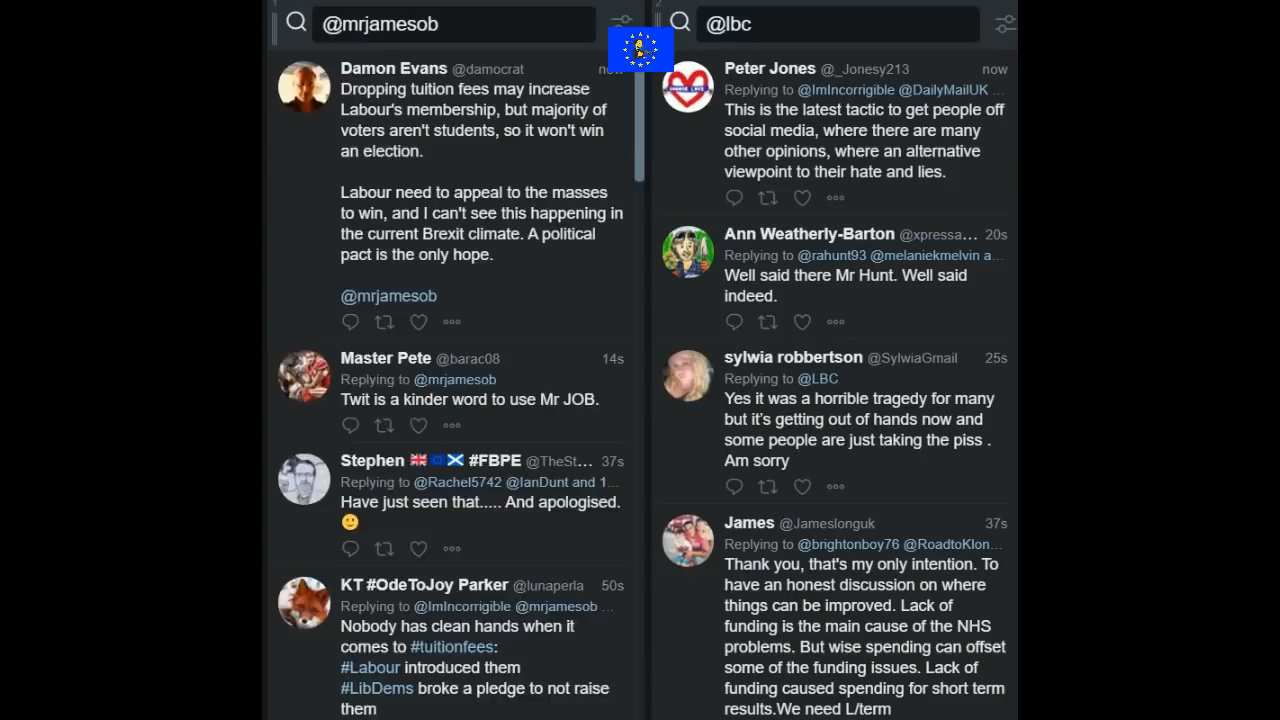 1
@mrjamesob
Damon Evans @damocrat now
Dropping tuition fees may increase
Labour's membership, but majority of
voters aren't students, so it won't win
an election.
Labour need to appeal to the masses
to win, and I can't see this happening in
the current Brexit climate. A political
pact is the only hope.
@mrjamesob
Master Pete @barac08 14s
Replying to @mrjamesob
Twit is a kinder word to use Mr JOB.
Stephen 🇬🇧🇪🇺🏴󠁧󠁢󠁳󠁣󠁴󠁿 #FBPE @TheSt... 37s
Replying to @Rachel5742 @IanDunt and 1...
Have just seen that..... And apologised.
🙂
KT #OdeToJoy Parker @lunaperla 50s
Replying to @ImIncorrigible @mrjamesob ...
Nobody has clean hands when it
comes to #tuitionfees:
#Labour introduced them
#LibDems broke a pledge to not raise
them
2
@lbc
Peter Jones @_Jonesy213 now
Replying to @ImIncorrigible @DailyMailUK ...
This is the latest tactic to get people off
social media, where there are many
other opinions, where an alternative
viewpoint to their hate and lies.
Ann Weatherly-Barton @xpressa... 20s
Replying to @rahunt93 @melaniekmelvin a...
Well said there Mr Hunt. Well said
indeed.
sylwia robbertson @SylwiaGmail 25s
Replying to @LBC
Yes it was a horrible tragedy for many
but it's getting out of hands now and
some people are just taking the piss .
Am sorry
James @Jameslonguk 37s
Replying to @brightonboy76 @RoadtoKlon...
Thank you, that's my only intention. To
have an honest discussion on where
things can be improved. Lack of
funding is the main cause of the NHS
problems. But wise spending can offset
some of the funding issues. Lack of
funding caused spending for short term
results.We need L/term